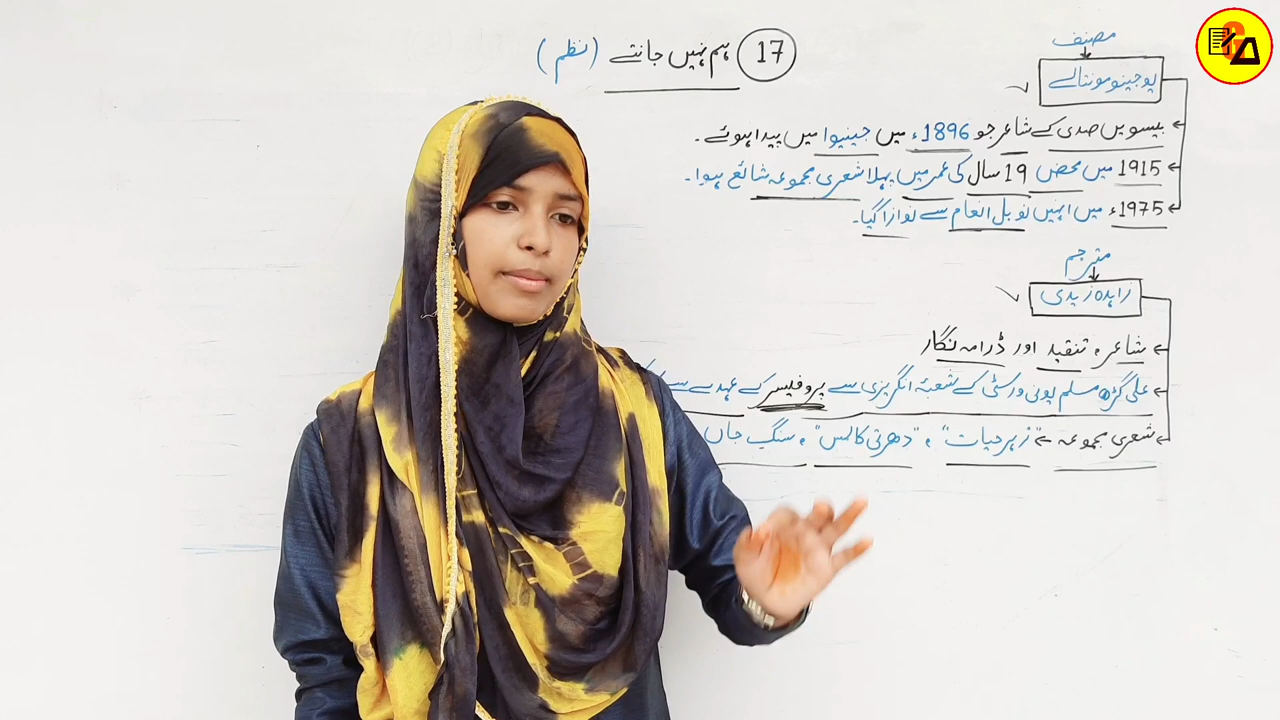 17 ہم نہیں جانتے (نظم)
مصنف
یوجینو مونتالے
بیسویں صدی کے شاعر جو 1896ء میں جینیوا میں پیدا ہوئے۔
1915 میں محض 19 سال کی عمر میں پہلا شعری مجموعہ شائع ہوا۔
1975ء میں انہیں نوبل انعام سے نوازا گیا۔
مترجم
زاہدہ زیدی
شاعرہ تنقید اور ڈرامہ نگار
علی گڑھ مسلم یونی ورسٹی کے شعبۂ انگریزی سے پروفیسر کے عہدے سے
شعری مجموعہ "زہر حیات"، "دھرتی کا لمس"، سنگِ جاں